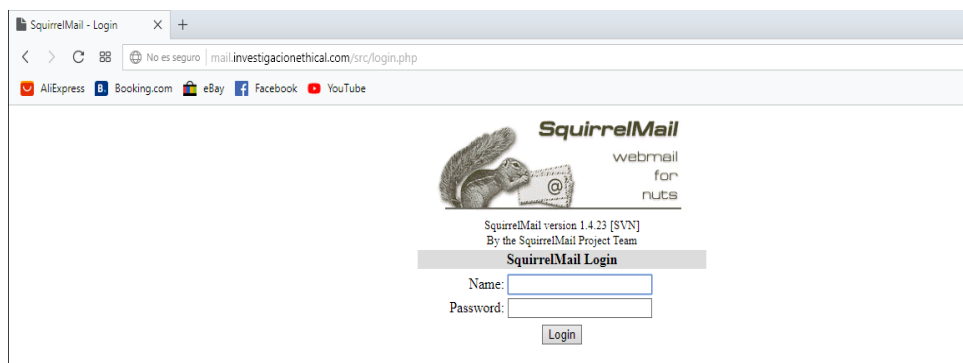 SquirrelMail - Login
No es seguro mail.investigacionethical.com/src/login.php
AliExpress B. Booking.com eBay f Facebook YouTube
SquirrelMail
webmail
for
nuts
@
SquirrelMail version 1.4.23 [SVN]
By the SquirrelMail Project Team
SquirrelMail Login
Name:
Password:
Login